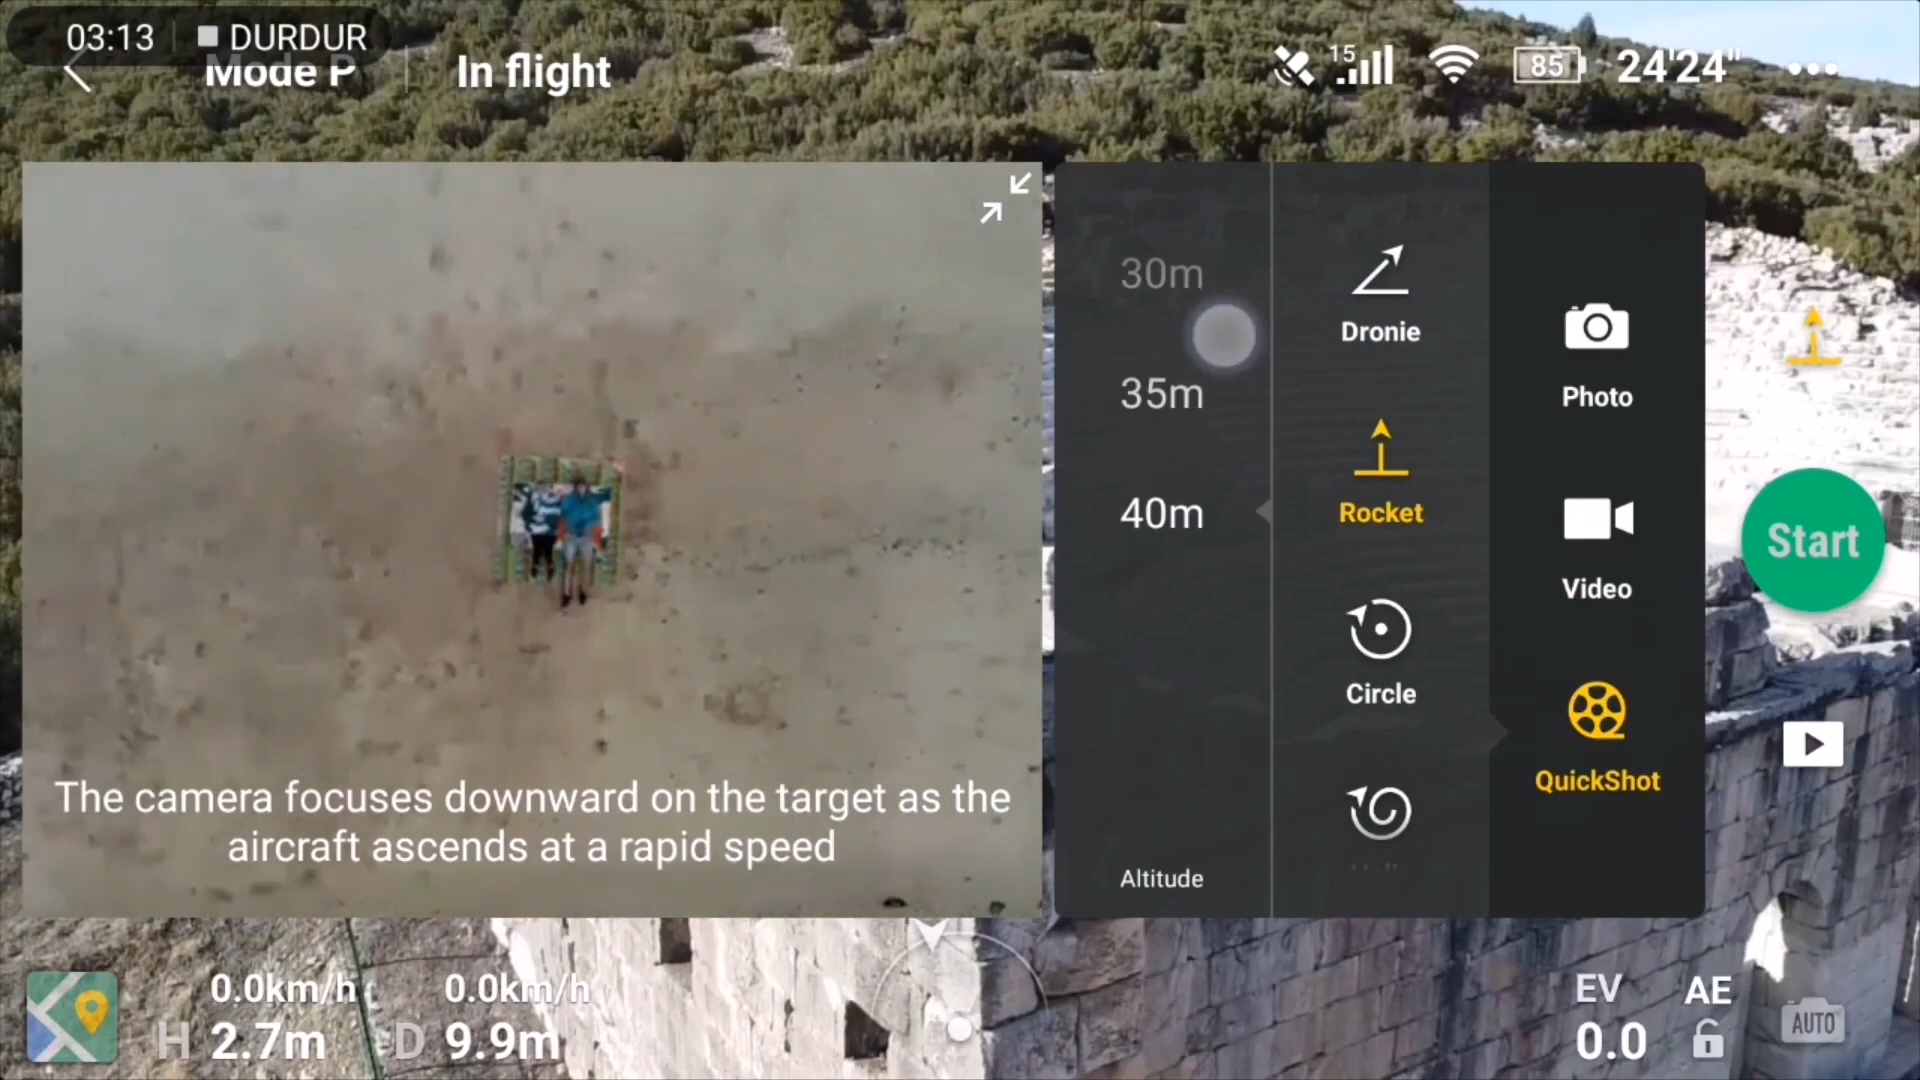 03:13 DURDUR
Mode P In flight
15 85 24'24"
30m
35m
40m
Altitude
Dronie
Rocket
Circle
Photo
Video
QuickShot
Start
The camera focuses downward on the target as the
aircraft ascends at a rapid speed
0.0km/h 0.0km/h
H 2.7m D 9.9m
EV AE
0.0
AUTO